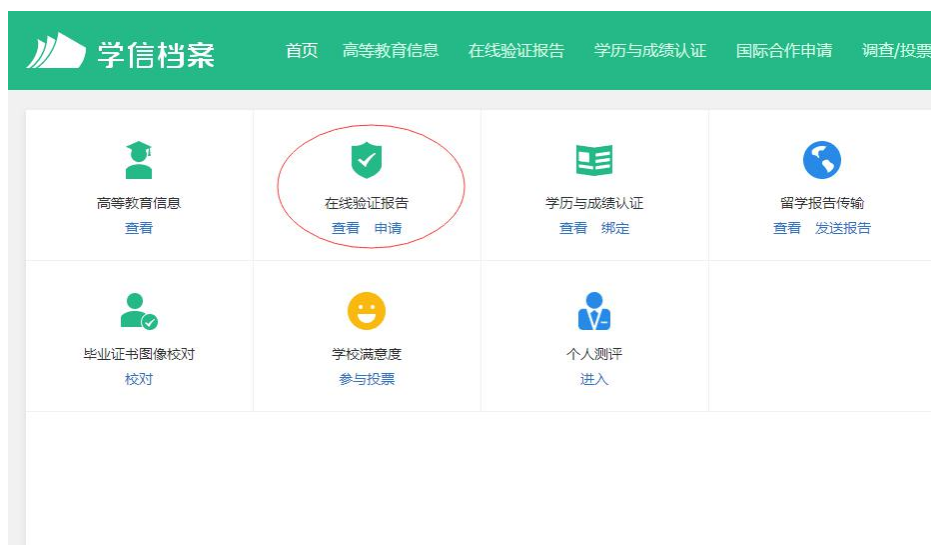 学信档案 首页 高等教育信息 在线验证报告 学历与成绩认证 国际合作申请 调查/投票
高等教育信息 在线验证报告 学历与成绩认证 留学报告传输
查看 查看 申请 查看 绑定 查看 发送报告
毕业证书图像校对 学校满意度 个人测评
校对 参与投票 进入